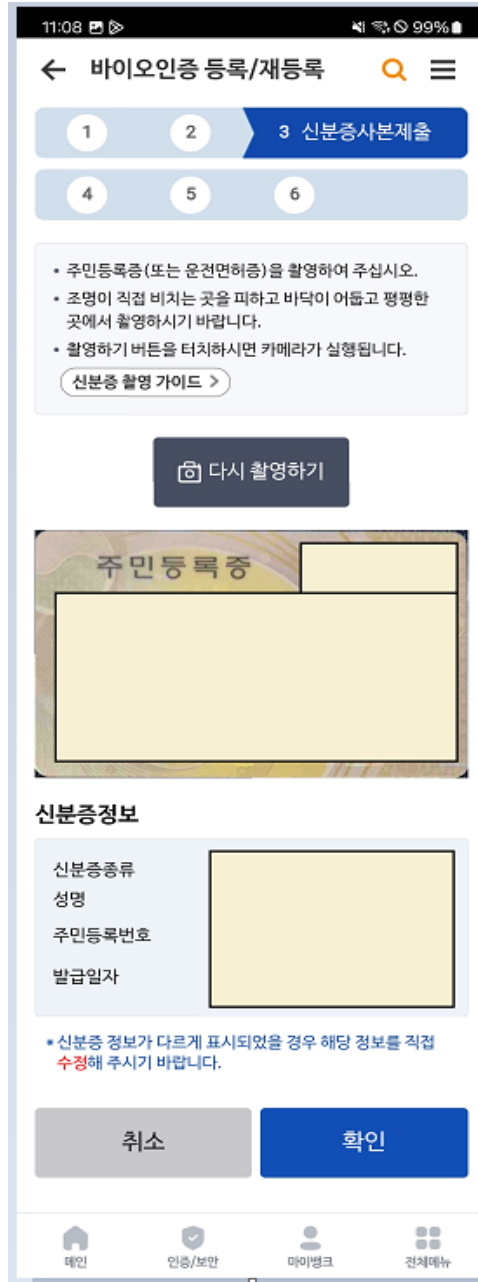 11:08 99%
바이오인증 등록/재등록
1 2 3 신분증사본제출
4 5 6
• 주민등록증(또는 운전면허증)을 촬영하여 주십시오.
• 조명이 직접 비치는 곳을 피하고 바닥이 어둡고 평평한
곳에서 촬영하시기 바랍니다.
• 촬영하기 버튼을 터치하시면 카메라가 실행됩니다.
신분증 촬영 가이드 >
다시 촬영하기
주민등록증
신분증정보
신분증종류
성명
주민등록번호
발급일자
* 신분증 정보가 다르게 표시되었을 경우 해당 정보를 직접
수정해 주시기 바랍니다.
취소 확인
메인 인증/보안 마이뱅크 전체메뉴